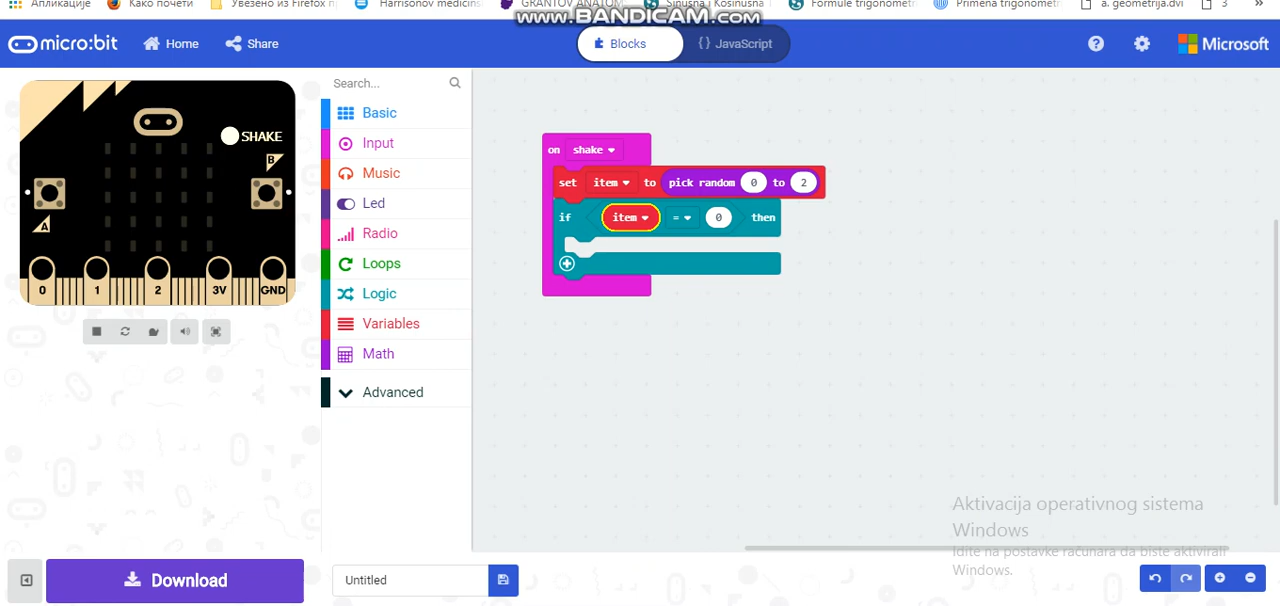 Апликације
Како почети
Увезено из Firefox п
Harrisonov medicins
GRANTOV ANATOM
Sinusna i Kosinusna
Formule trigonometr
Primena trigonometri
a. geometrija.dvi
3
»
www.BANDICAM.com
micro:bit
Home
Share
Blocks
{} JavaScript
Microsoft
SHAKE
B
A
0
1
2
3V
GND
Search...
Basic
Input
Music
Led
Radio
Loops
Logic
Variables
Math
Advanced
on shake
set item to pick random 0 to 2
if item = 0 then
Aktivacija operativnog sistema
Windows
Idite na postavke računara da biste aktivirali
Windows.
Download
Untitled